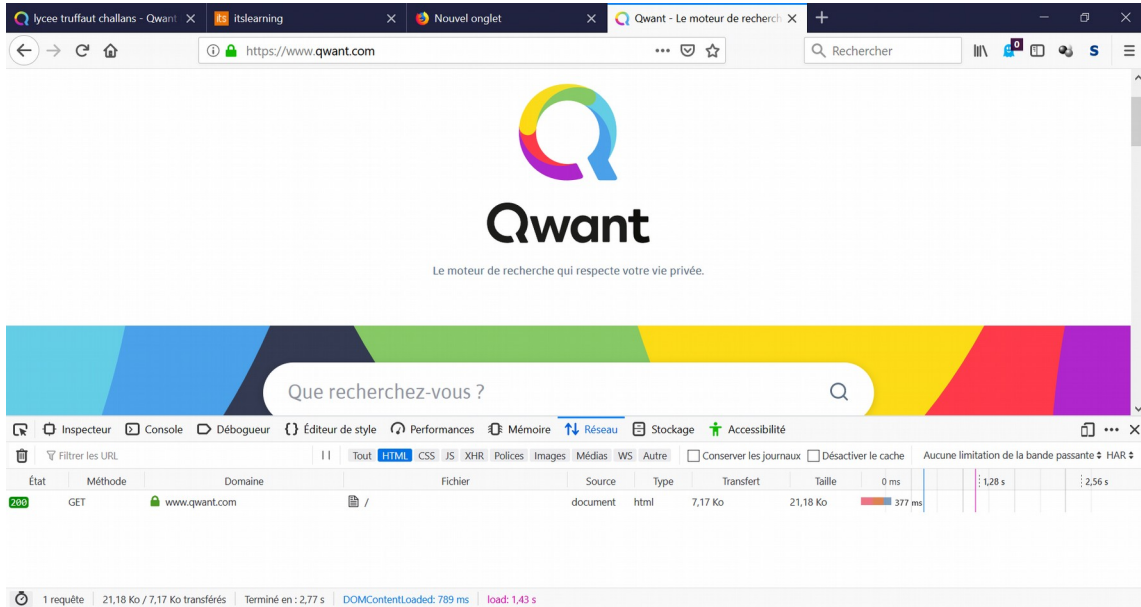 lycee truffaut challans - Qwant its itslearning Nouvel onglet Qwant - Le moteur de recherch
https://www.qwant.com Rechercher 0 S
Qwant
Le moteur de recherche qui respecte votre vie privée.
Que recherchez-vous ?
Inspecteur Console Débogueur {} Éditeur de style Performances Mémoire Réseau Stockage Accessibilité
Filtrer les URL Tout HTML CSS JS XHR Polices Images Médias WS Autre Conserver les journaux Désactiver le cache Aucune limitation de la bande passante HAR
État Méthode Domaine Fichier Source Type Transfert Taille 0 ms 1,28 s 2,56 s
200 GET www.qwant.com / document html 7,17 Ko 21,18 Ko 377 ms
1 requête 21,18 Ko / 7,17 Ko transférés Terminé en : 2,77 s DOMContentLoaded: 789 ms load: 1,43 s